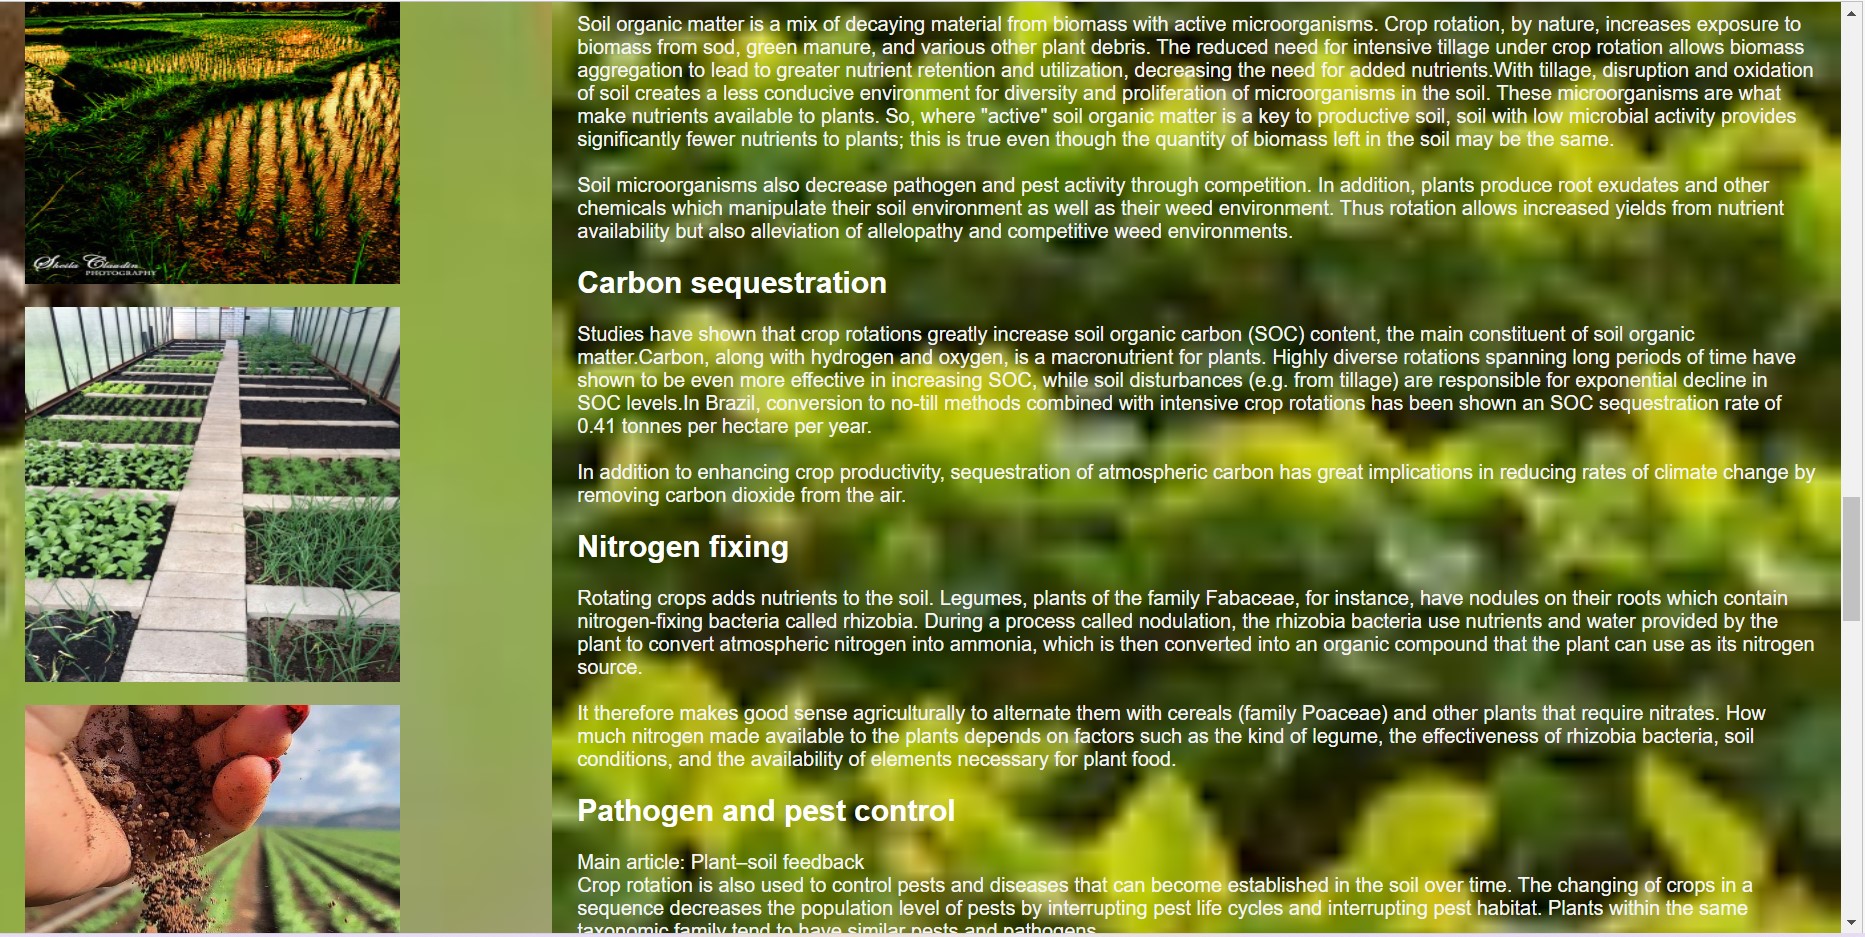 Soil organic matter is a mix of decaying material from biomass with active microorganisms. Crop rotation, by nature, increases exposure to
biomass from sod, green manure, and various other plant debris. The reduced need for intensive tillage under crop rotation allows biomass
aggregation to lead to greater nutrient retention and utilization, decreasing the need for added nutrients.With tillage, disruption and oxidation
of soil creates a less conducive environment for diversity and proliferation of microorganisms in the soil. These microorganisms are what
make nutrients available to plants. So, where "active" soil organic matter is a key to productive soil, soil with low microbial activity provides
significantly fewer nutrients to plants; this is true even though the quantity of biomass left in the soil may be the same.
Soil microorganisms also decrease pathogen and pest activity through competition. In addition, plants produce root exudates and other
chemicals which manipulate their soil environment as well as their weed environment. Thus rotation allows increased yields from nutrient
availability but also alleviation of allelopathy and competitive weed environments.
Carbon sequestration
Studies have shown that crop rotations greatly increase soil organic carbon (SOC) content, the main constituent of soil organic
matter.Carbon, along with hydrogen and oxygen, is a macronutrient for plants. Highly diverse rotations spanning long periods of time have
shown to be even more effective in increasing SOC, while soil disturbances (e.g. from tillage) are responsible for exponential decline in
SOC levels.In Brazil, conversion to no-till methods combined with intensive crop rotations has been shown an SOC sequestration rate of
0.41 tonnes per hectare per year.
In addition to enhancing crop productivity, sequestration of atmospheric carbon has great implications in reducing rates of climate change by
removing carbon dioxide from the air.
Nitrogen fixing
Rotating crops adds nutrients to the soil. Legumes, plants of the family Fabaceae, for instance, have nodules on their roots which contain
nitrogen-fixing bacteria called rhizobia. During a process called nodulation, the rhizobia bacteria use nutrients and water provided by the
plant to convert atmospheric nitrogen into ammonia, which is then converted into an organic compound that the plant can use as its nitrogen
source.
It therefore makes good sense agriculturally to alternate them with cereals (family Poaceae) and other plants that require nitrates. How
much nitrogen made available to the plants depends on factors such as the kind of legume, the effectiveness of rhizobia bacteria, soil
conditions, and the availability of elements necessary for plant food.
Pathogen and pest control
Main article: Plant–soil feedback
Crop rotation is also used to control pests and diseases that can become established in the soil over time. The changing of crops in a
sequence decreases the population level of pests by interrupting pest life cycles and interrupting pest habitat. Plants within the same
taxonomic family tend to have similar pests and pathogens.
Sheila Claudin
PHOTOGRAPHY